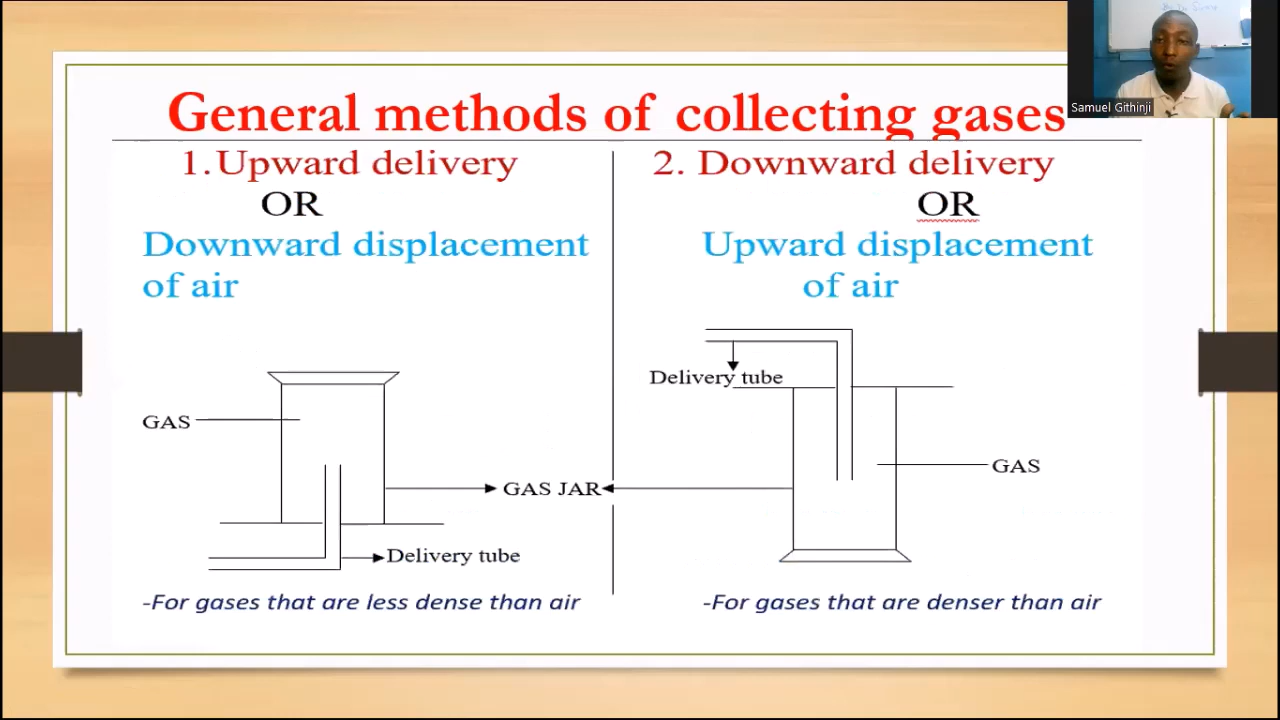 General methods of collecting gases
Samuel Githinji
1. Upward delivery
OR
Downward displacement
of air
GAS
GAS JAR
Delivery tube
-For gases that are less dense than air
2. Downward delivery
OR
Upward displacement
of air
Delivery tube
GAS
-For gases that are denser than air